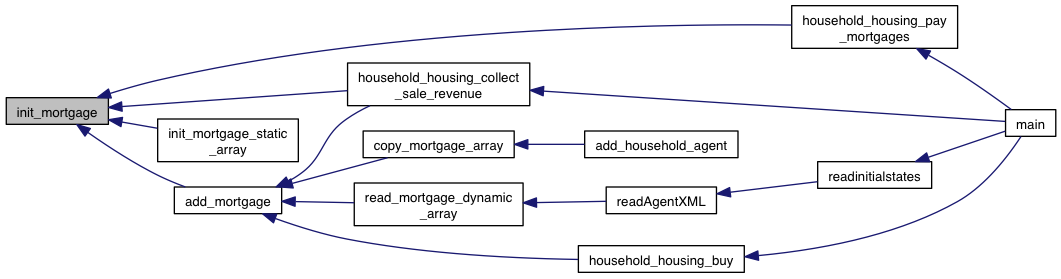 household_housing_pay
_mortgages
household_housing_collect
_sale_revenue
init_mortgage
init_mortgage_static
_array
main
copy_mortgage_array
add_household_agent
readinitialstates
add_mortgage
read_mortgage_dynamic
_array
readAgentXML
household_housing_buy